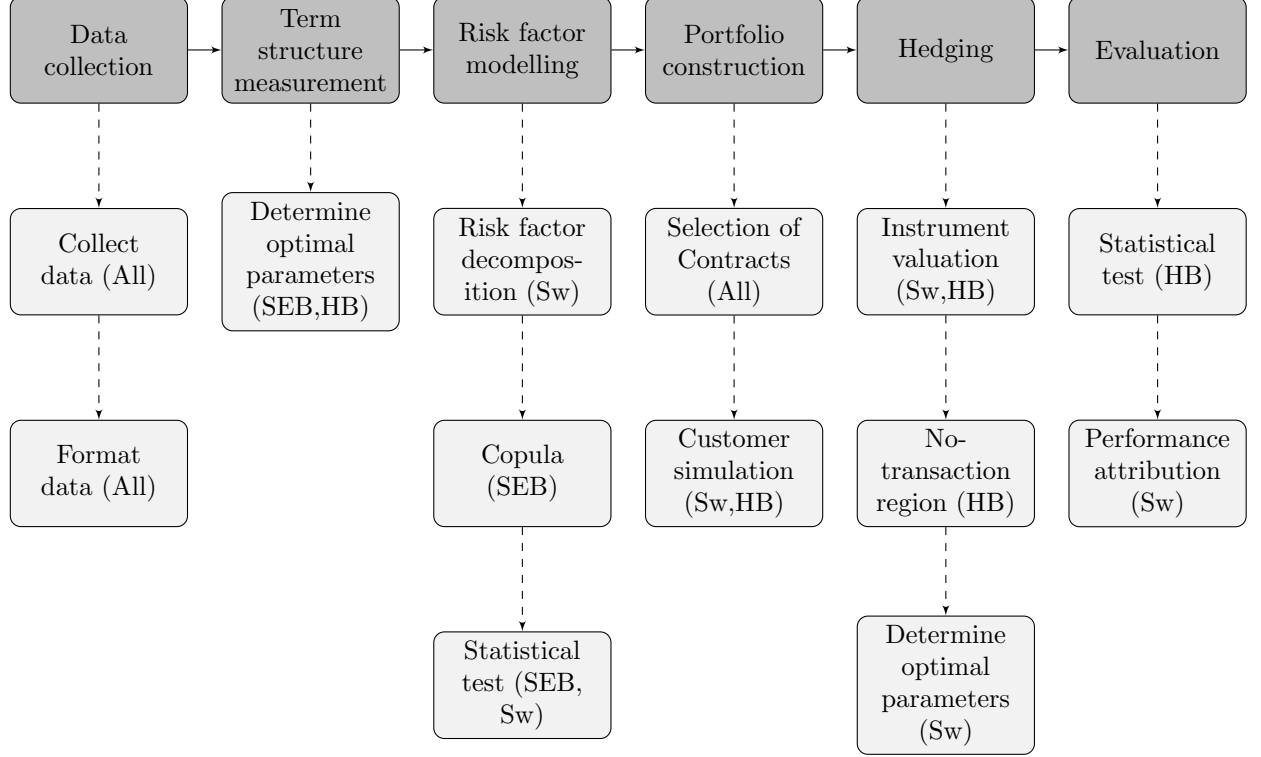 Data
collection
Term
structure
measurement
Risk factor
modelling
Portfolio
construction
Hedging
Evaluation
Collect
data (All)
Determine
optimal
parameters
(SEB,HB)
Risk factor
decompos-
ition (Sw)
Selection of
Contracts
(All)
Instrument
valuation
(Sw,HB)
Statistical
test (HB)
Format
data (All)
Copula
(SEB)
Customer
simulation
(Sw,HB)
No-
transaction
region (HB)
Performance
attribution
(Sw)
Statistical
test (SEB,
Sw)
Determine
optimal
parameters
(Sw)